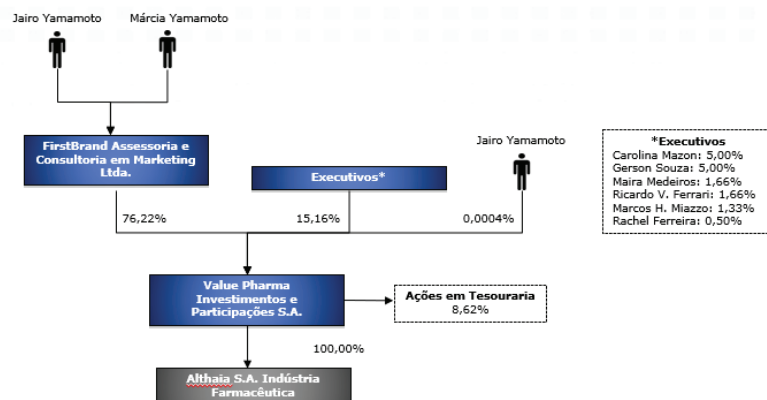 Jairo Yamamoto
Márcia Yamamoto
FirstBrand Assessoria e
Consultoria em Marketing
Ltda.
Executivos*
Jairo Yamamoto
*Executivos
Carolina Mazon: 5,00%
Gerson Souza: 5,00%
Maira Medeiros: 1,66%
Ricardo V. Ferrari: 1,66%
Marcos H. Miazzo: 1,33%
Rachel Ferreira: 0,50%
76,22%
15,16%
0,0004%
Value Pharma
Investimentos e
Participações S.A.
Ações em Tesouraria
8,62%
100,00%
Althaia S.A. Indústria
Farmacêutica